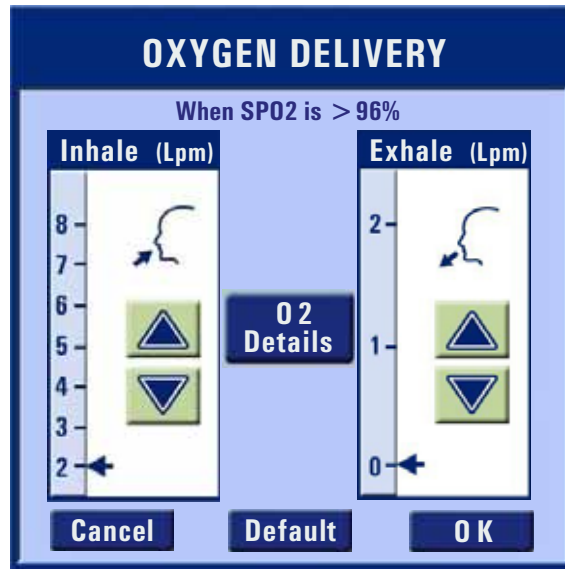 OXYGEN DELIVERY
When SPO2 is > 96%
Inhale (Lpm)
8
7
6
5
4
3
2
O 2
Details
Exhale (Lpm)
2
1
0
Cancel
Default
O K